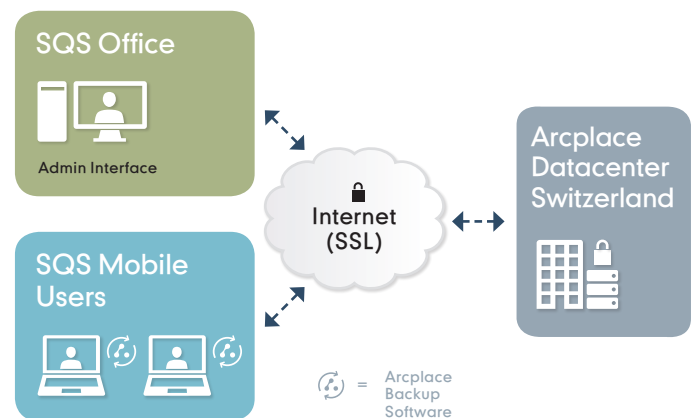 SQS Office
Admin Interface
SQS Mobile
Users
Internet
(SSL)
Arcplace
Datacenter
Switzerland
= Arcplace
Backup
Software